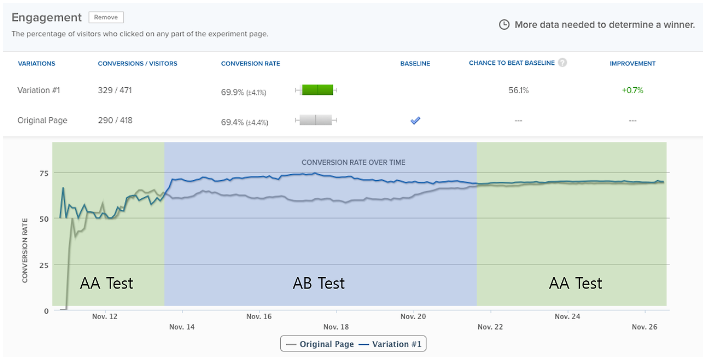 Engagement
Remove
More data needed to determine a winner.
The percentage of visitors who clicked on any part of the experiment page.
VARIATIONS CONVERSIONS / VISITORS CONVERSION RATE BASELINE CHANCE TO BEAT BASELINE ? IMPROVEMENT
Variation #1 329 / 471 69.9% (±4.1%) 56.1% +0.7%
Original Page 290 / 418 69.4% (±4.4%) --- ---
CONVERSION RATE OVER TIME
CONVERSION RATE
75
50
25
0
AA Test AB Test AA Test
Nov. 12 Nov. 14 Nov. 16 Nov. 18 Nov. 20 Nov. 22 Nov. 24 Nov. 26
Original Page Variation #1